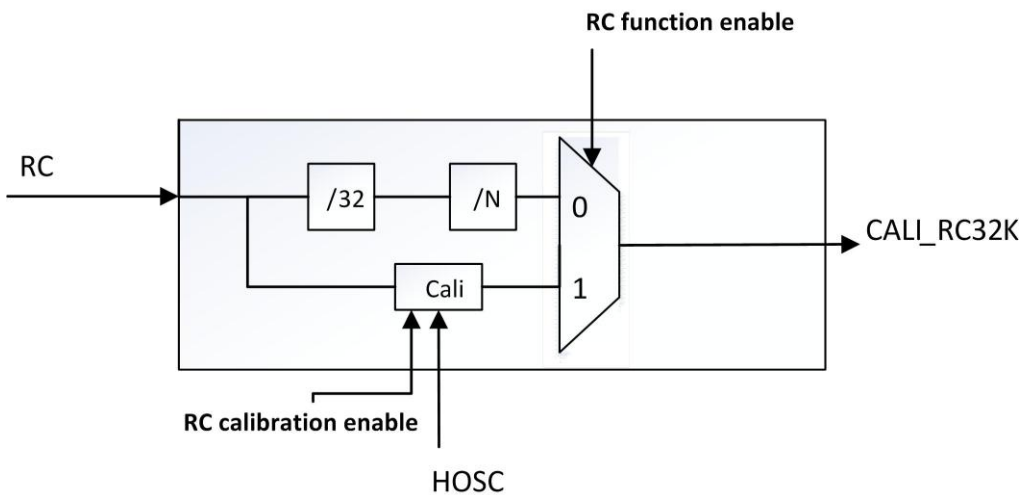 RC function enable
RC
/32
/N
0
CALI_RC32K
Cali
1
RC calibration enable
HOSC